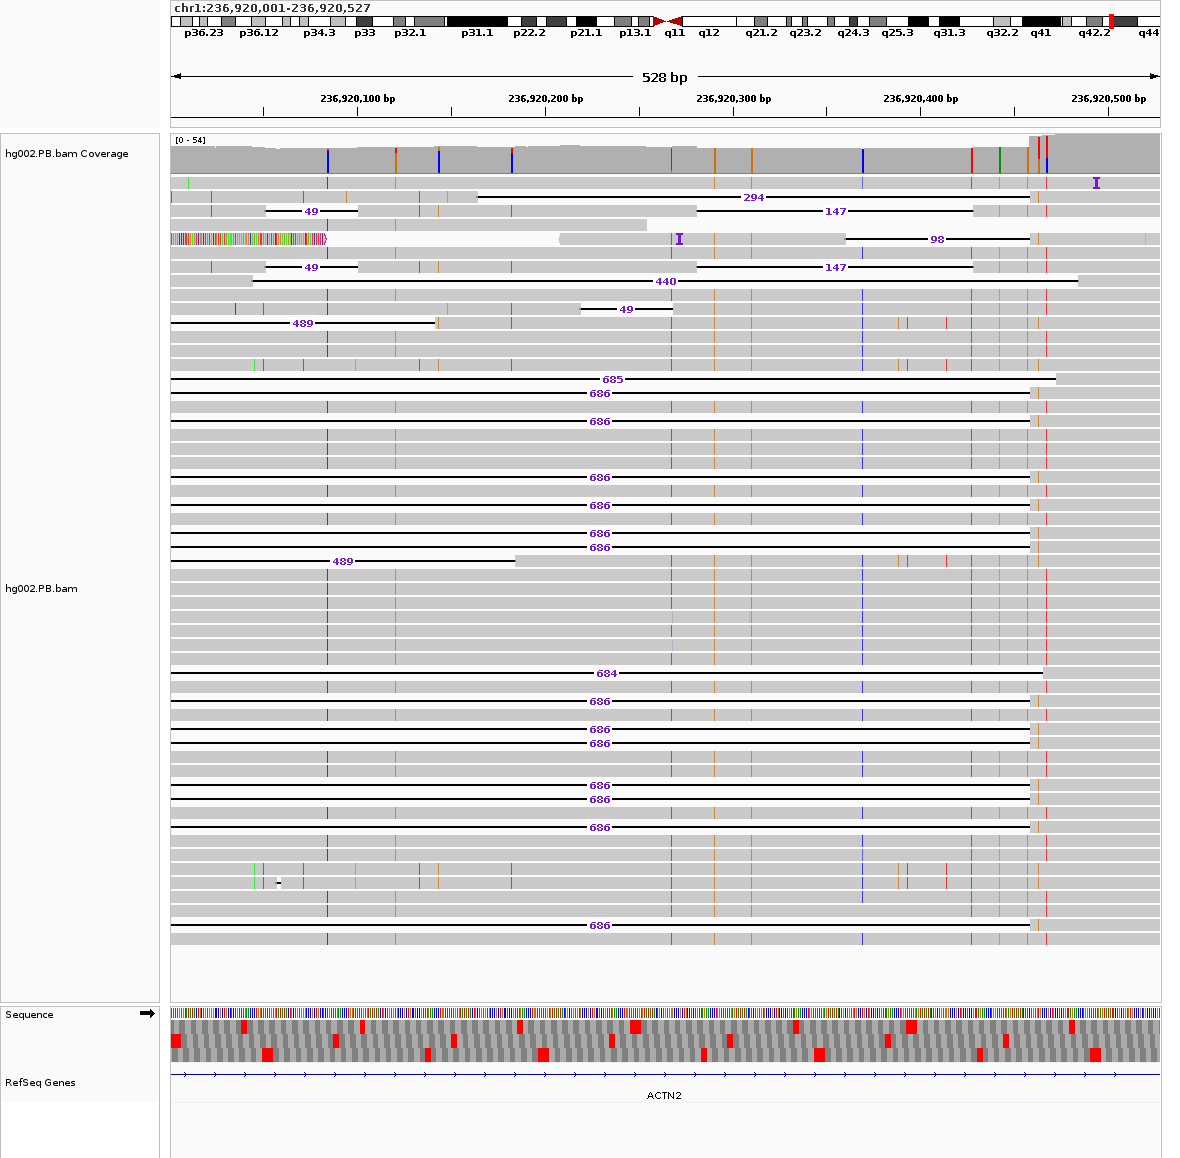 chr1:236,920,001-236,920,527
p36.23 p36.12 p34.3 p33 p32.1 p31.1 p22.2 p21.1 p13.1 q11 q12 q21.2 q23.2 q24.3 q25.3 q31.3 q32.2 q41 q42.2 q44
528 bp
236,920,100 bp 236,920,200 bp 236,920,300 bp 236,920,400 bp 236,920,500 bp
[0 - 54]
hg002.PB.bam Coverage
294
49 147
98
49 147
440
49
489
685
686
686
686
686
686
686
489
hg002.PB.bam
684
686
686
686
686
686
686
686
Sequence
RefSeq Genes
ACTN2